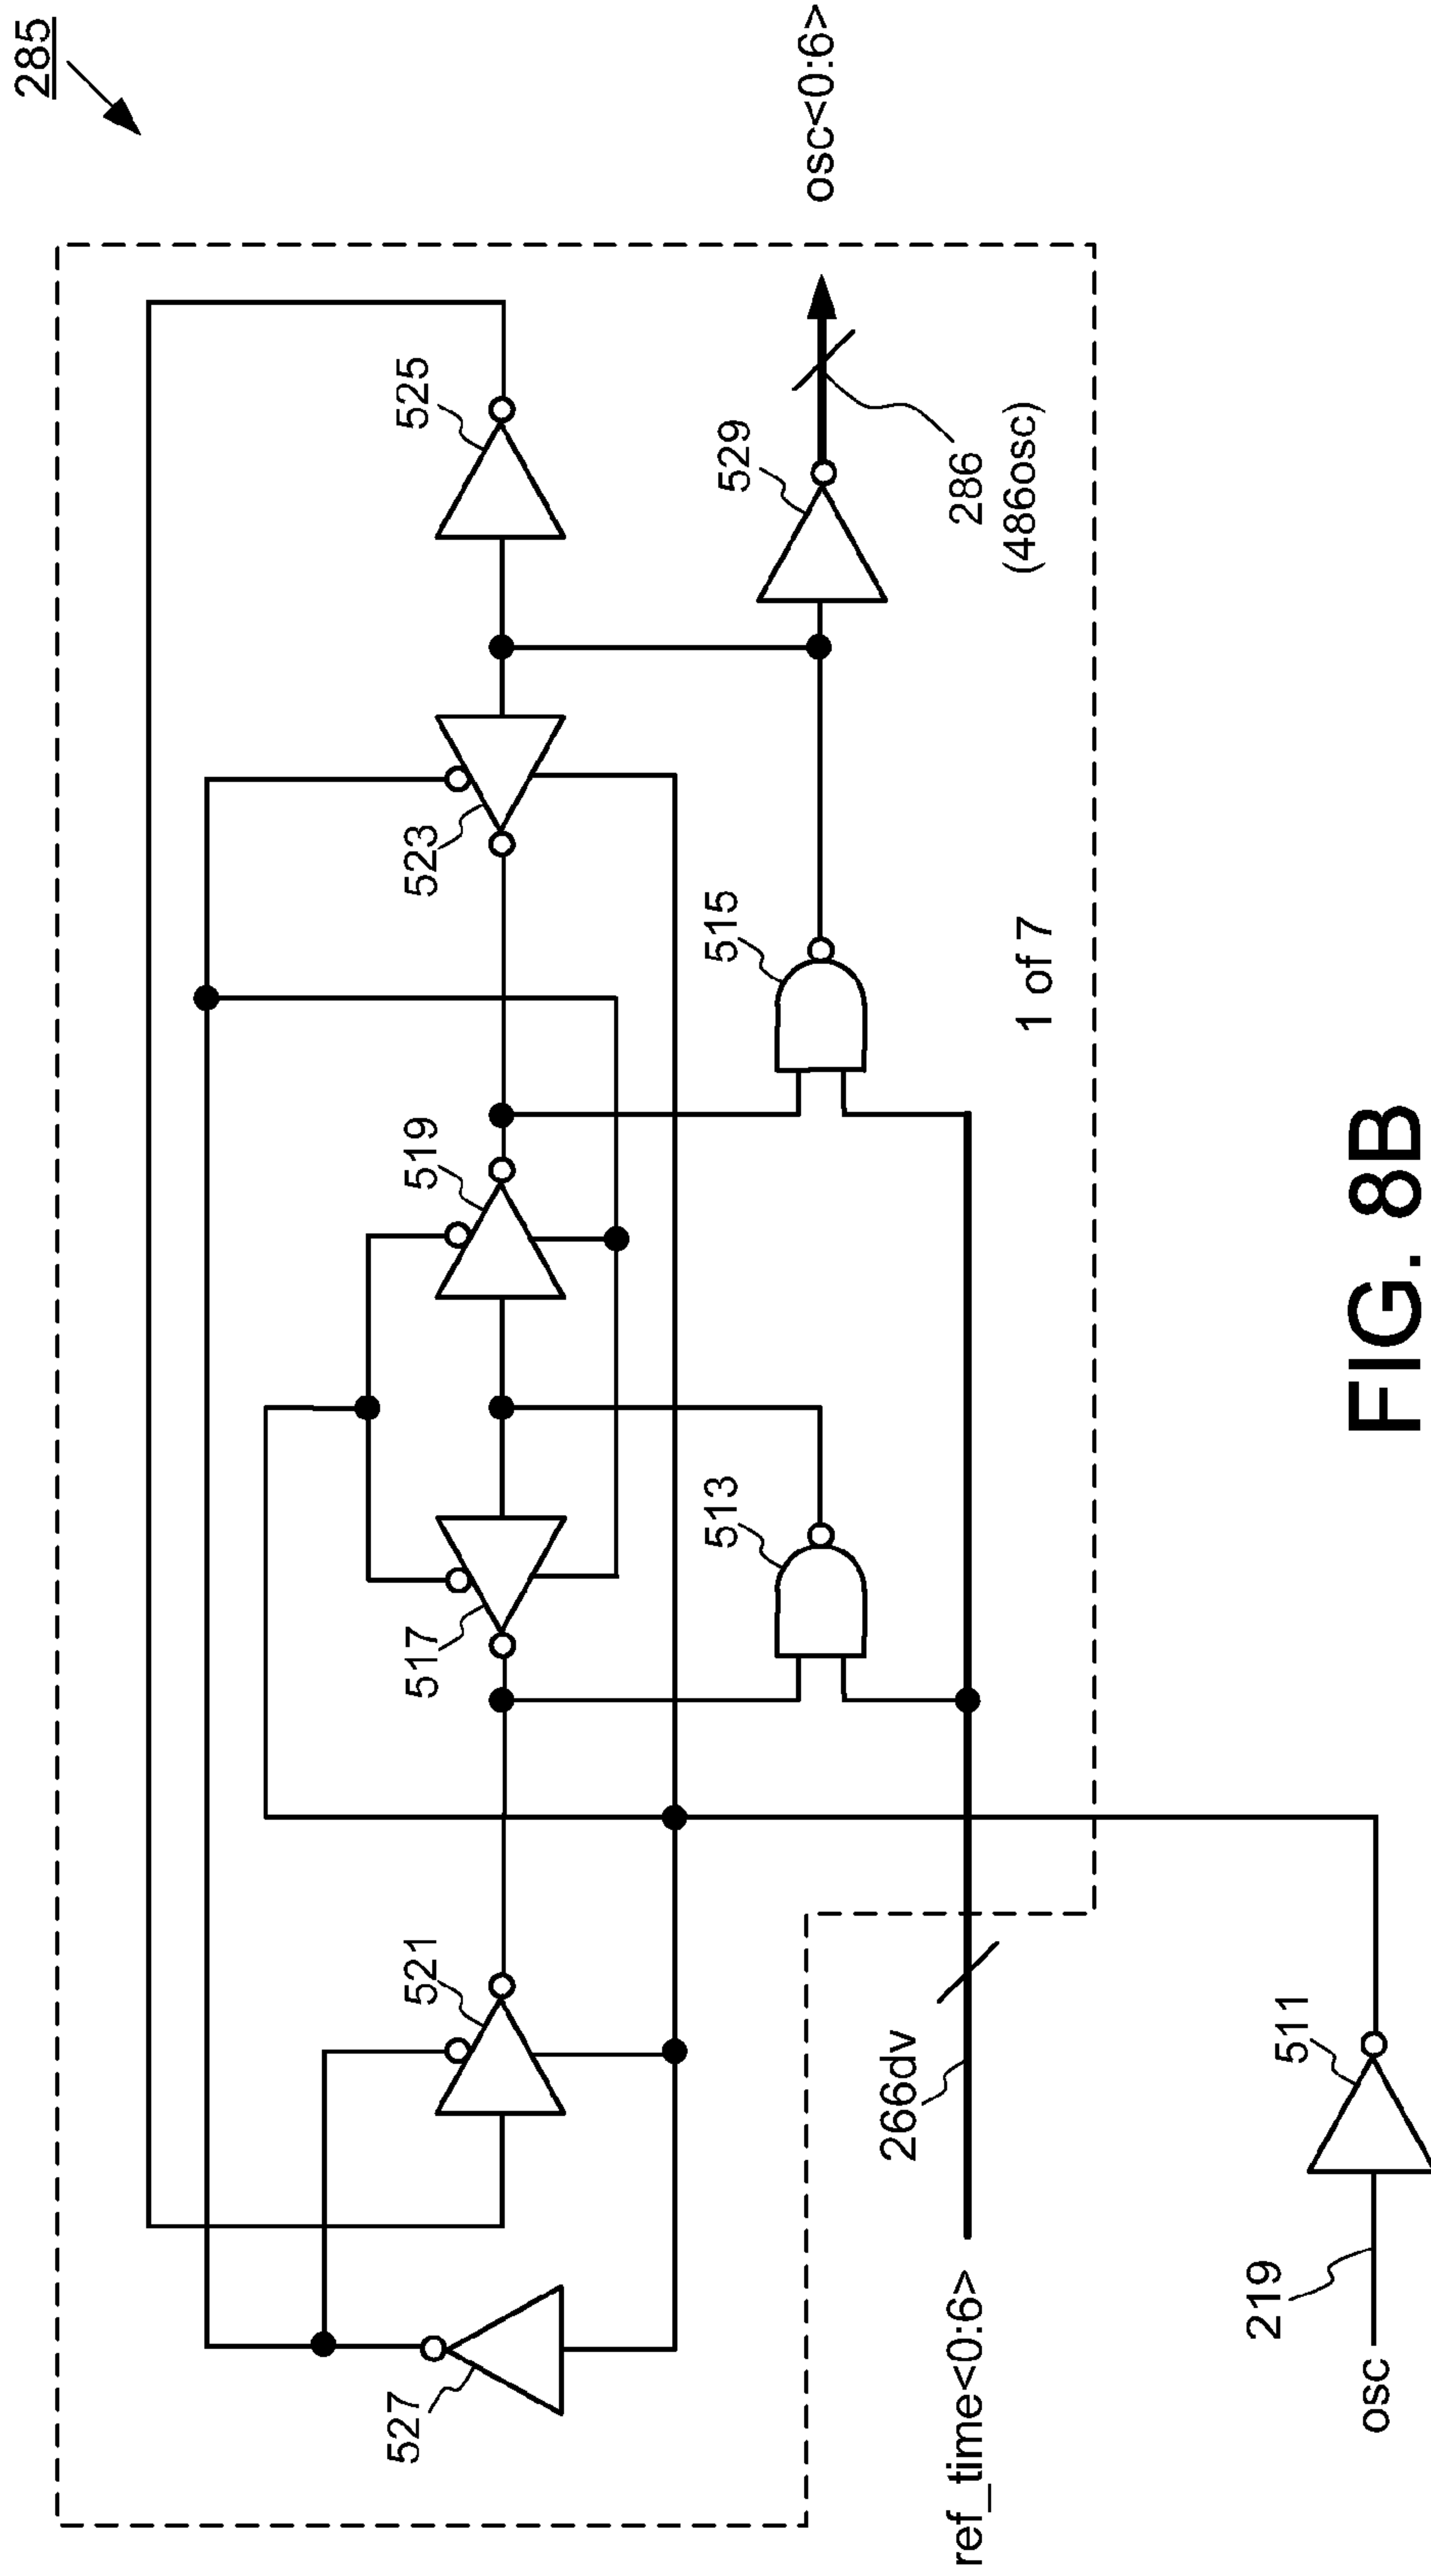 285
525
osc<0:6>
529
286
(486osc)
523
519
515
1 of 7
517
513
521
527
266dv
ref_time<0:6>
511
219
osc
FIG. 8B